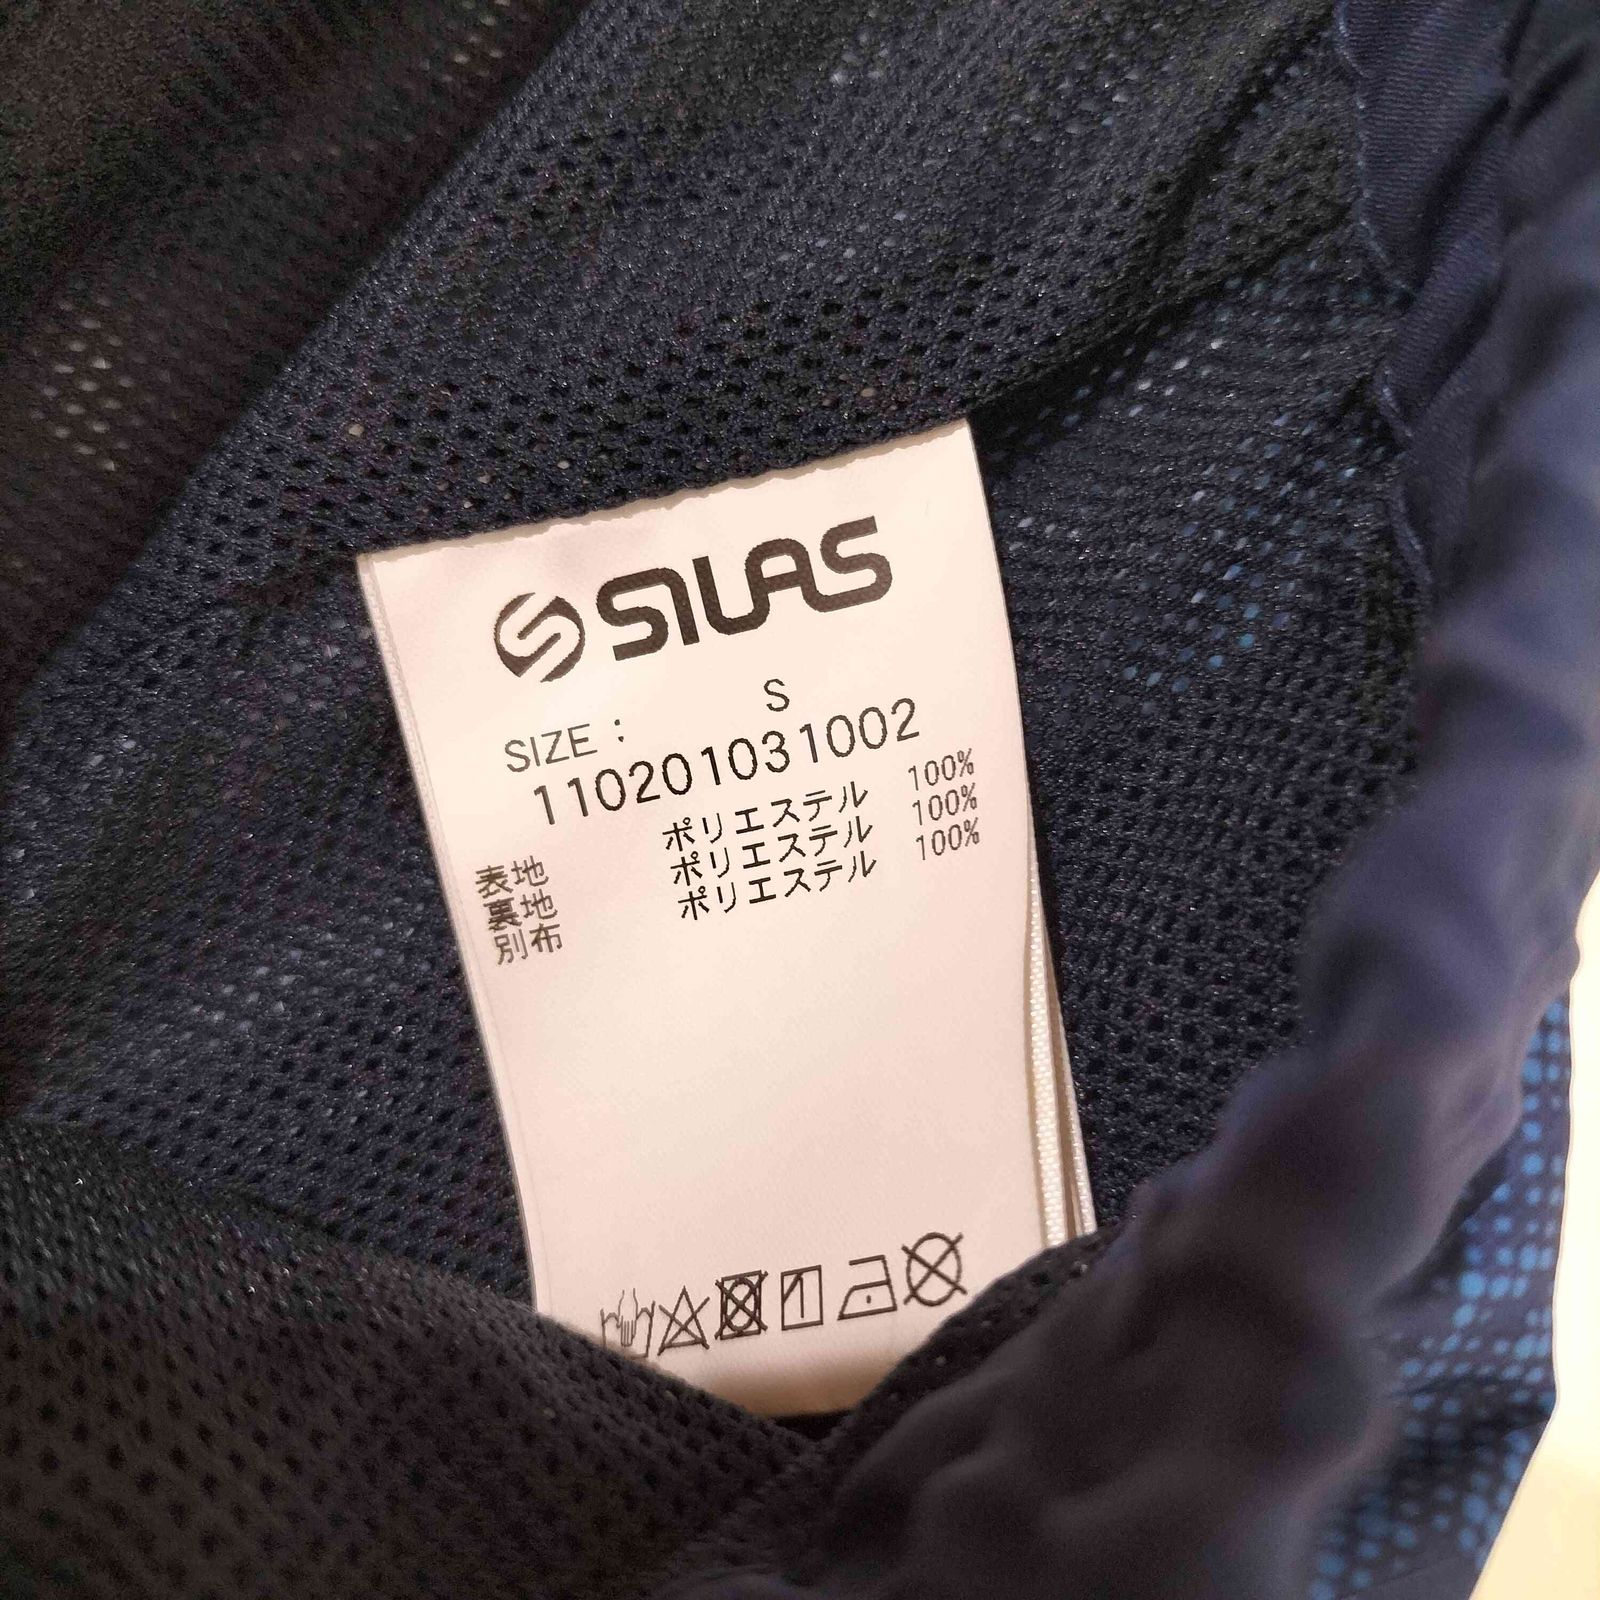 SILAS
SIZE : S
110201031002
表地 ポリエステル 100%
裏地 ポリエステル 100%
別布 ポリエステル 100%